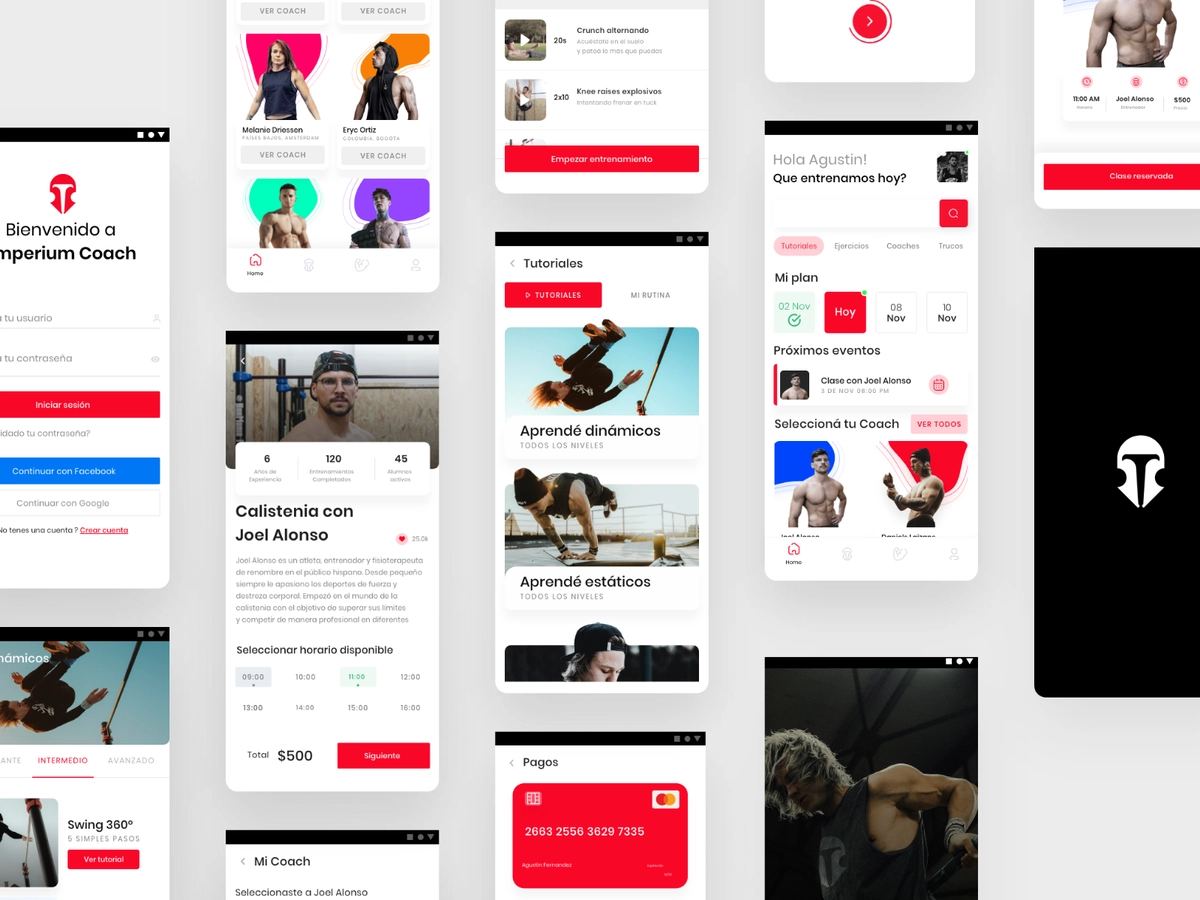 Bienvenido a
mperium Coach
a tu usuario
a tu contraseña
Iniciar sesión
idado tu contraseña?
Continuar con Facebook
Continuar con Google
No tenes una cuenta ? Crear cuenta
námicos
ANTE
INTERMEDIO
AVANZADO
Swing 360º
5 SIMPLES PASOS
Ver tutorial
VER COACH
VER COACH
Melanie Driessen
PAÍSES BAJOS, AMSTERDAM
VER COACH
Eryc Ortiz
COLOMBIA, BOGOTA
VER COACH
Home
6
Años de
Experiencia
120
Entrenamientos
Completados
45
Alumnos
activos
Calistenia con
Joel Alonso
25.0k
Joel Alonso es un atleta, entrenador y fisioterapeuta
de renombre en el público hispano. Desde pequeño
siempre le apasiono los deportes de fuerza y
destreza corporal. Empezó en el mundo de la
calistenia con el objetivo de superar sus límites
y competir de manera profesional en diferentes
Seleccionar horario disponible
09:00 10:00 11:00 12:00
13:00 14:00 15:00 16:00
Total $500
Siguiente
Mi Coach
Seleccionaste a Joel Alonso
20s
Crunch alternando
Acuéstate en el suelo
y patea lo más que puedas
2x10
Knee raises explosivos
Intentando frenar en tuck
Empezar entrenamiento
Tutoriales
TUTORIALES
MI RUTINA
Aprendé dinámicos
TODOS LOS NIVELES
Aprendé estáticos
TODOS LOS NIVELES
Pagos
2663 2556 3629 7335
Agustin Fernandes
Hola Agustin!
Que entrenamos hoy?
Tutoriales Ejercicios Coaches Trucos
Mi plan
02 Nov
Hoy
08
Nov
10
Nov
Próximos eventos
Clase con Joel Alonso
3 DE NOV 08:00 PM
Seleccioná tu Coach
VER TODOS
Home
11:00 AM
Joel Alonso
Entrenador
$500
Precio
Clase reservada